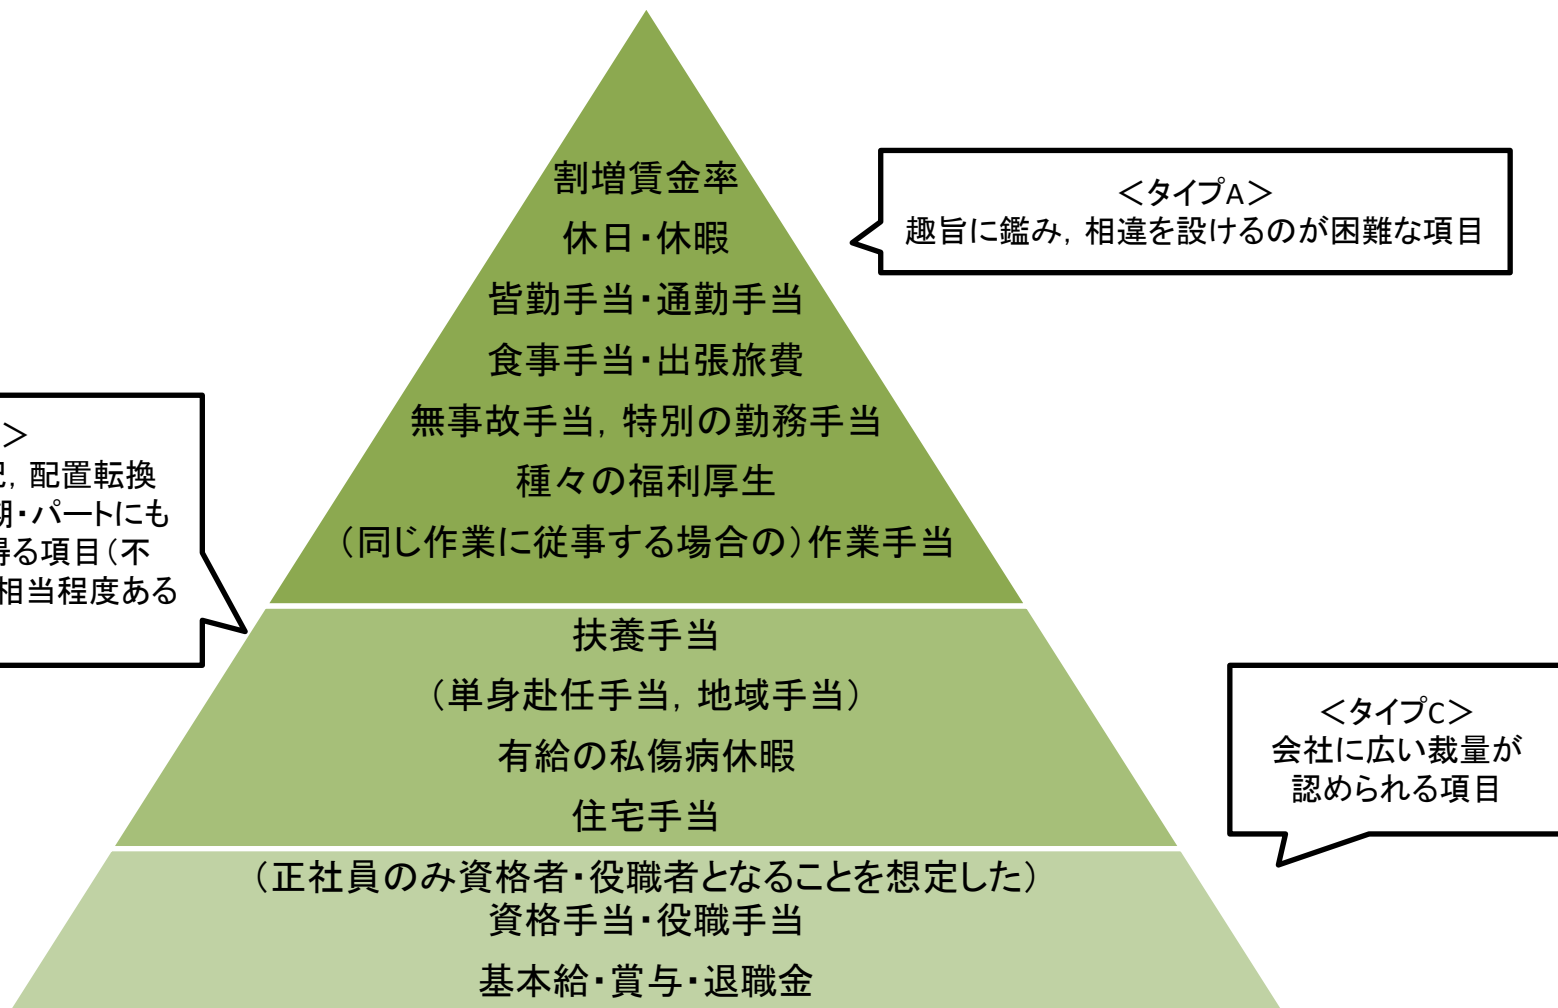 割増賃金率
休日・休暇
皆勤手当・通勤手当
食事手当・出張旅費
無事故手当，特別の勤務手当
種々の福利厚生
（同じ作業に従事する場合の）作業手当
＜タイプA＞
趣旨に鑑み，相違を設けるのが困難な項目
＞
，配置転換
・パートにも
得る項目（不
相当程度ある
扶養手当
（単身赴任手当，地域手当）
有給の私傷病休暇
住宅手当
＜タイプC＞
会社に広い裁量が
認められる項目
（正社員のみ資格者・役職者となることを想定した）
資格手当・役職手当
基本給・賞与・退職金